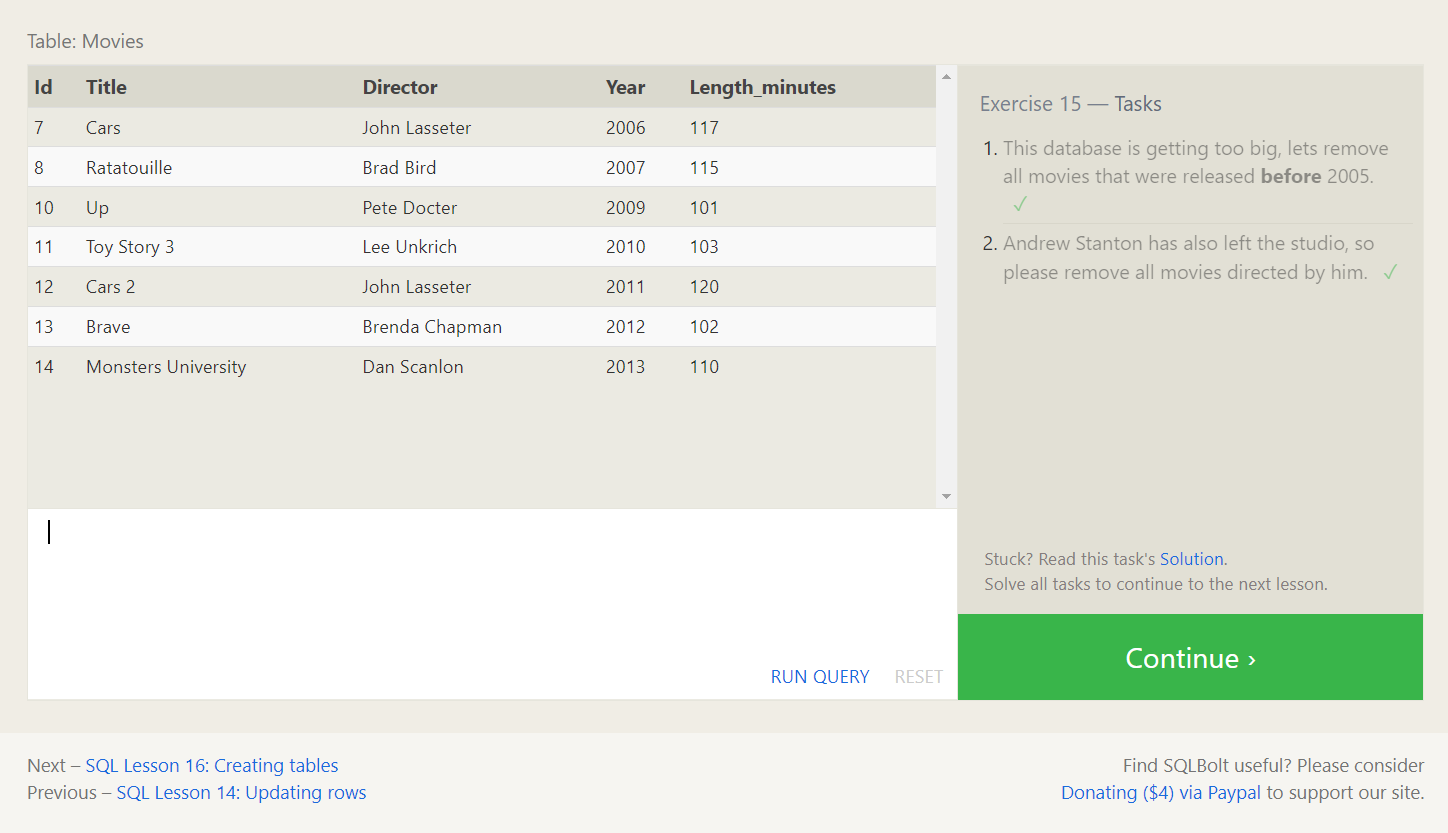 Table: Movies
Id Title Director Year Length_minutes
7 Cars John Lasseter 2006 117
8 Ratatouille Brad Bird 2007 115
10 Up Pete Docter 2009 101
11 Toy Story 3 Lee Unkrich 2010 103
12 Cars 2 John Lasseter 2011 120
13 Brave Brenda Chapman 2012 102
14 Monsters University Dan Scanlon 2013 110
RUN QUERY RESET
Exercise 15 — Tasks
1. This database is getting too big, lets remove
all movies that were released before 2005.
✓
2. Andrew Stanton has also left the studio, so
please remove all movies directed by him. ✓
Stuck? Read this task's Solution.
Solve all tasks to continue to the next lesson.
Continue ›
Next – SQL Lesson 16: Creating tables
Previous – SQL Lesson 14: Updating rows
Find SQLBolt useful? Please consider
Donating ($4) via Paypal to support our site.